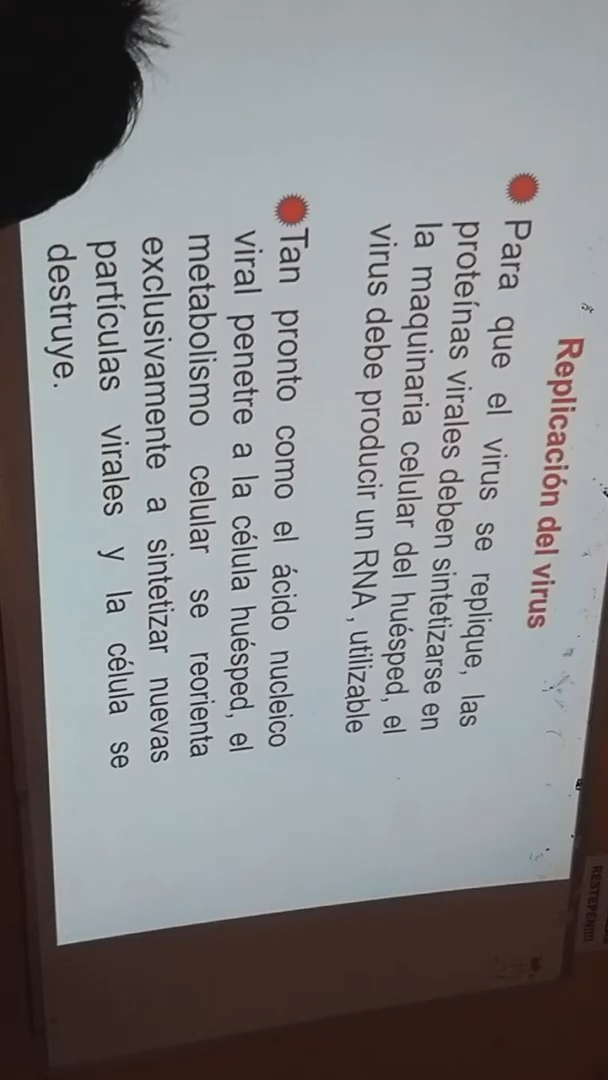 Replicación del virus
Para que el virus se replique, las
proteínas virales deben sintetizarse en
la maquinaria celular del huésped, el
virus debe producir un RNA, utilizable
Tan pronto como el ácido nucleico
viral penetre a la célula huésped, el
metabolismo celular se reorienta
exclusivamente a sintetizar nuevas
partículas virales y la célula se
destruye.
RESTEPEN!!!!